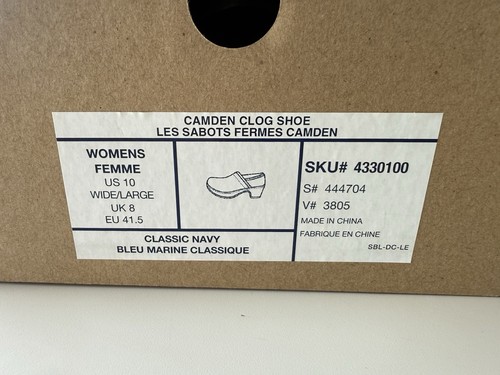 CAMDEN CLOG SHOE
LES SABOTS FERMES CAMDEN
WOMENS
FEMME
US 10
WIDE/LARGE
UK 8
EU 41.5
CLASSIC NAVY
BLEU MARINE CLASSIQUE
SKU# 4330100
S# 444704
V# 3805
MADE IN CHINA
FABRIQUE EN CHINE
SBL-DC-LE